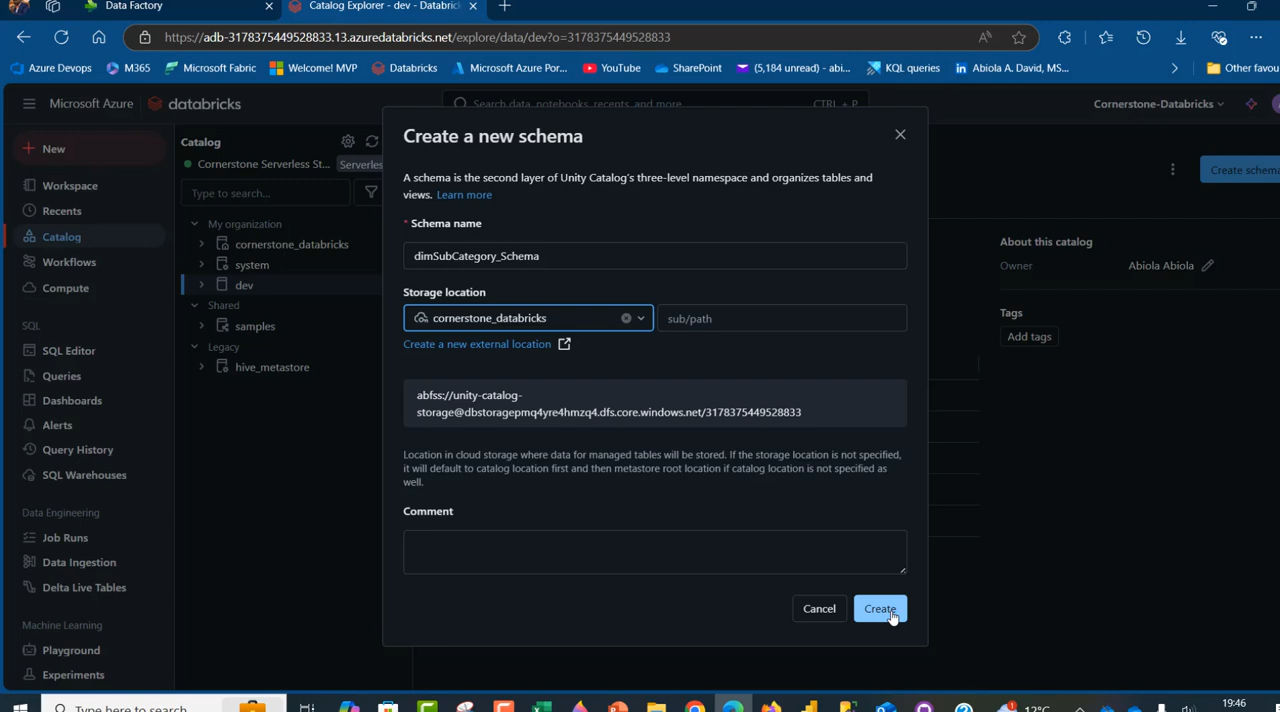 Data Factory
Catalog Explorer - dev - Databric
https://adb-3178375449528833.13.azuredatabricks.net/explore/data/dev?o=3178375449528833
Azure Devops
M365
Microsoft Fabric
Welcome! MVP
Databricks
Microsoft Azure Por...
YouTube
SharePoint
(5,184 unread) - abi...
KQL queries
Abiola A. David, MS...
Other favou
Microsoft Azure
databricks
Search data, notebooks, recents, and more...
CTRL + P
Cornerstone-Databricks
New
Workspace
Recents
Catalog
Workflows
Compute
SQL
SQL Editor
Queries
Dashboards
Alerts
Query History
SQL Warehouses
Data Engineering
Job Runs
Data Ingestion
Delta Live Tables
Machine Learning
Playground
Experiments
Catalog
Cornerstone Serverless St...
Serverless
Type to search...
My organization
cornerstone_databricks
system
dev
Shared
samples
Legacy
hive_metastore
Create a new schema
A schema is the second layer of Unity Catalog's three-level namespace and organizes tables and
views. Learn more
* Schema name
dimSubCategory_Schema
Storage location
cornerstone_databricks
sub/path
Create a new external location
abfss://unity-catalog-
storage@dbstoragepmq4yre4hmzq4.dfs.core.windows.net/3178375449528833
Location in cloud storage where data for managed tables will be stored. If the storage location is not specified,
it will default to catalog location first and then metastore root location if catalog location is not specified as
well.
Comment
Cancel
Create
Create schema
About this catalog
Owner
Abiola Abiola
Tags
Add tags
Type here to search
12°C
19:46